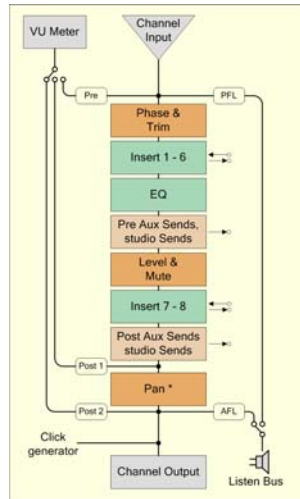 VU Meter
Channel
Input
Pre
PFL
Phase &
Trim
Insert 1 - 6
EQ
Pre Aux Sends,
studio Sends
Level &
Mute
Insert 7 - 8
Post Aux Sends
studio Sends
Post 1
Pan *
Post 2
AFL
Click
generator
Channel Output
Listen Bus